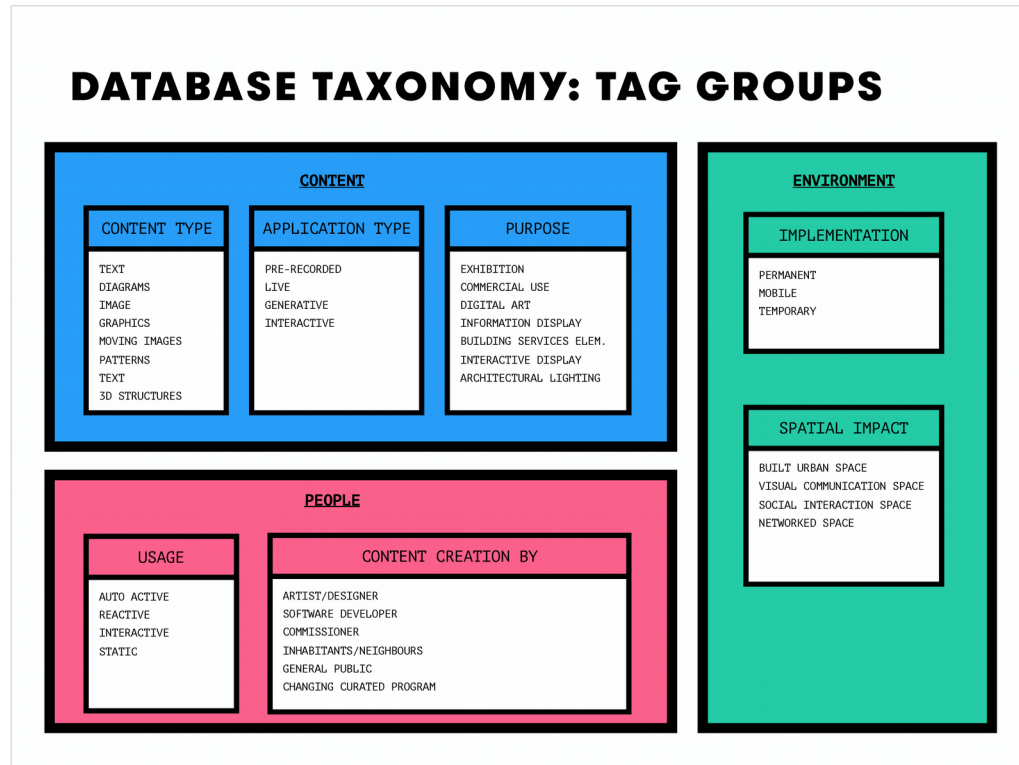 DATABASE TAXONOMY: TAG GROUPS
CONTENT
CONTENT TYPE
TEXT
DIAGRAMS
IMAGE
GRAPHICS
MOVING IMAGES
PATTERNS
TEXT
3D STRUCTURES
APPLICATION TYPE
PRE-RECORDED
LIVE
GENERATIVE
INTERACTIVE
PURPOSE
EXHIBITION
COMMERCIAL USE
DIGITAL ART
INFORMATION DISPLAY
BUILDING SERVICES ELEM.
INTERACTIVE DISPLAY
ARCHITECTURAL LIGHTING
PEOPLE
USAGE
AUTO ACTIVE
REACTIVE
INTERACTIVE
STATIC
CONTENT CREATION BY
ARTIST/DESIGNER
SOFTWARE DEVELOPER
COMMISSIONER
INHABITANTS/NEIGHBOURS
GENERAL PUBLIC
CHANGING CURATED PROGRAM
ENVIRONMENT
IMPLEMENTATION
PERMANENT
MOBILE
TEMPORARY
SPATIAL IMPACT
BUILT URBAN SPACE
VISUAL COMMUNICATION SPACE
SOCIAL INTERACTION SPACE
NETWORKED SPACE